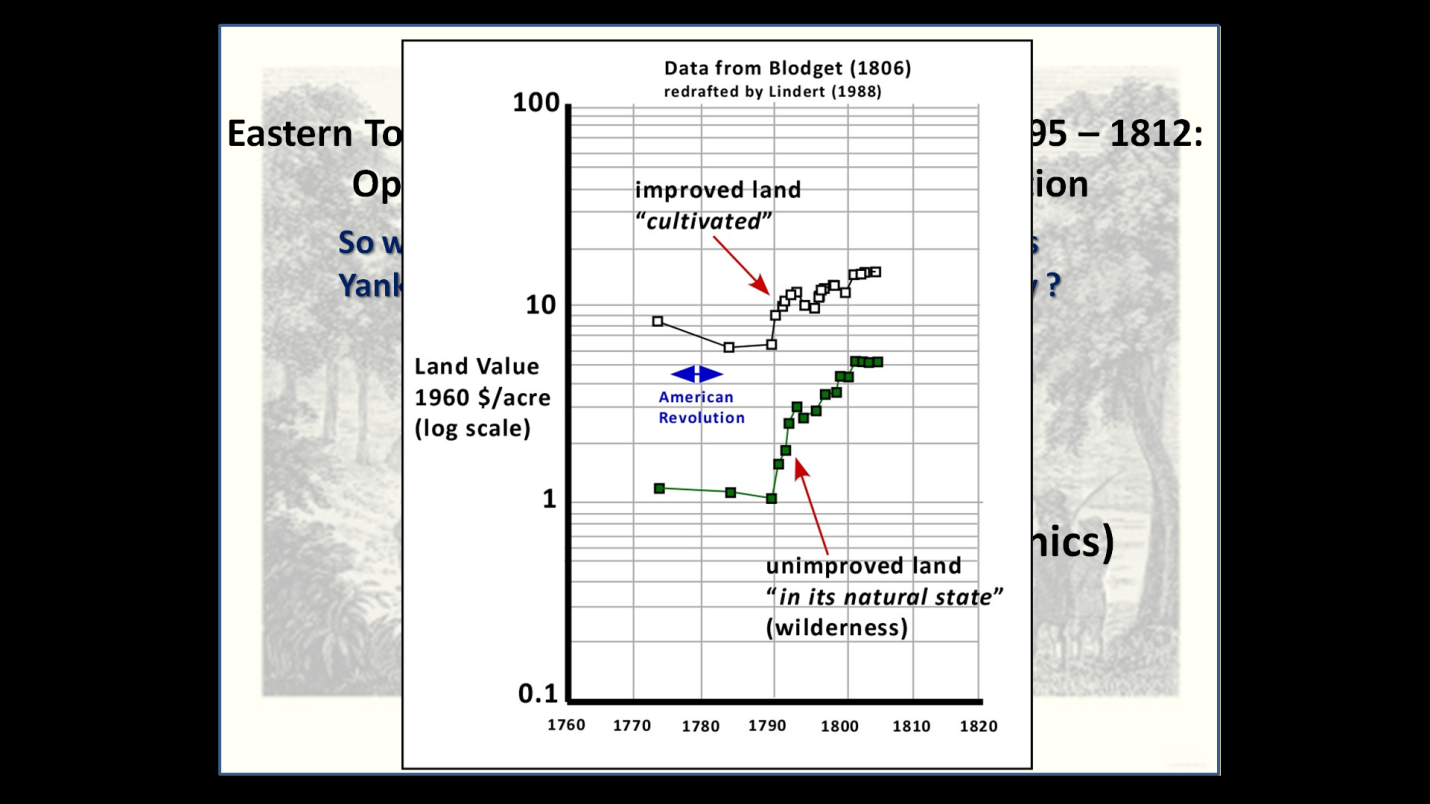 Data from Blodget (1806)
redrafted by Lindert (1988)
Eastern To
95 – 1812:
Op
ion
So w
s
Yank
?
nics)
improved land
“cultivated”
Land Value
1960 $/acre
(log scale)
American
Revolution
unimproved land
“in its natural state”
(wilderness)
100
10
1
0.1
1760 1770 1780 1790 1800 1810 1820